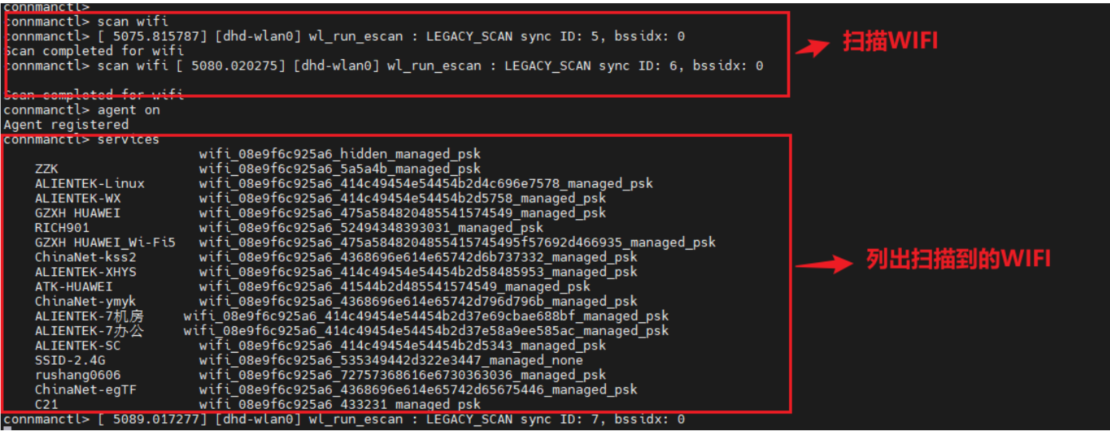 connmanctl>
connmanctl> scan wifi
connmanctl> [ 5075.815787] [dhd-wlan0] wl_run_escan : LEGACY_SCAN sync ID: 5, bssidx: 0
Scan completed for wifi
connmanctl> scan wifi [ 5080.020275] [dhd-wlan0] wl_run_escan : LEGACY_SCAN sync ID: 6, bssidx: 0
扫描WIFI
Scan completed for wifi
connmanctl> agent on
Agent registered
connmanctl> services
wifi_08e9f6c925a6_hidden_managed_psk
ZZK wifi_08e9f6c925a6_5a5a4b_managed_psk
ALIENTEK-Linux wifi_08e9f6c925a6_414c49454e54454b2d4c696e7578_managed_psk
ALIENTEK-WX wifi_08e9f6c925a6_414c49454e54454b2d5758_managed_psk
GZXH HUAWEI wifi_08e9f6c925a6_475a584820485541574549_managed_psk
RICH901 wifi_08e9f6c925a6_52494348393031_managed_psk
GZXH HUAWEI_Wi-Fi5 wifi_08e9f6c925a6_475a5848204855415745495f57692d466935_managed_psk
ChinaNet-kss2 wifi_08e9f6c925a6_4368696e614e65742d6b737332_managed_psk
ALIENTEK-XHYS wifi_08e9f6c925a6_414c49454e54454b2d58485953_managed_psk
ATK-HUAWEI wifi_08e9f6c925a6_41544b2d485541574549_managed_psk
ChinaNet-ymyk wifi_08e9f6c925a6_4368696e614e65742d796d796b_managed_psk
ALIENTEK-7机房 wifi_08e9f6c925a6_414c49454e54454b2d37e69cbae688bf_managed_psk
ALIENTEK-7办公 wifi_08e9f6c925a6_414c49454e54454b2d37e58a9ee585ac_managed_psk
ALIENTEK-SC wifi_08e9f6c925a6_414c49454e54454b2d5343_managed_psk
SSID-2.4G wifi_08e9f6c925a6_535349442d322e3447_managed_none
rushang0606 wifi_08e9f6c925a6_72757368616e6730363036_managed_psk
ChinaNet-egTF wifi_08e9f6c925a6_4368696e614e65742d65675446_managed_psk
C21 wifi_08e9f6c925a6_433231_managed_psk
列出扫描到的WIFI
connmanctl> [ 5089.017277] [dhd-wlan0] wl_run_escan : LEGACY_SCAN sync ID: 7, bssidx: 0